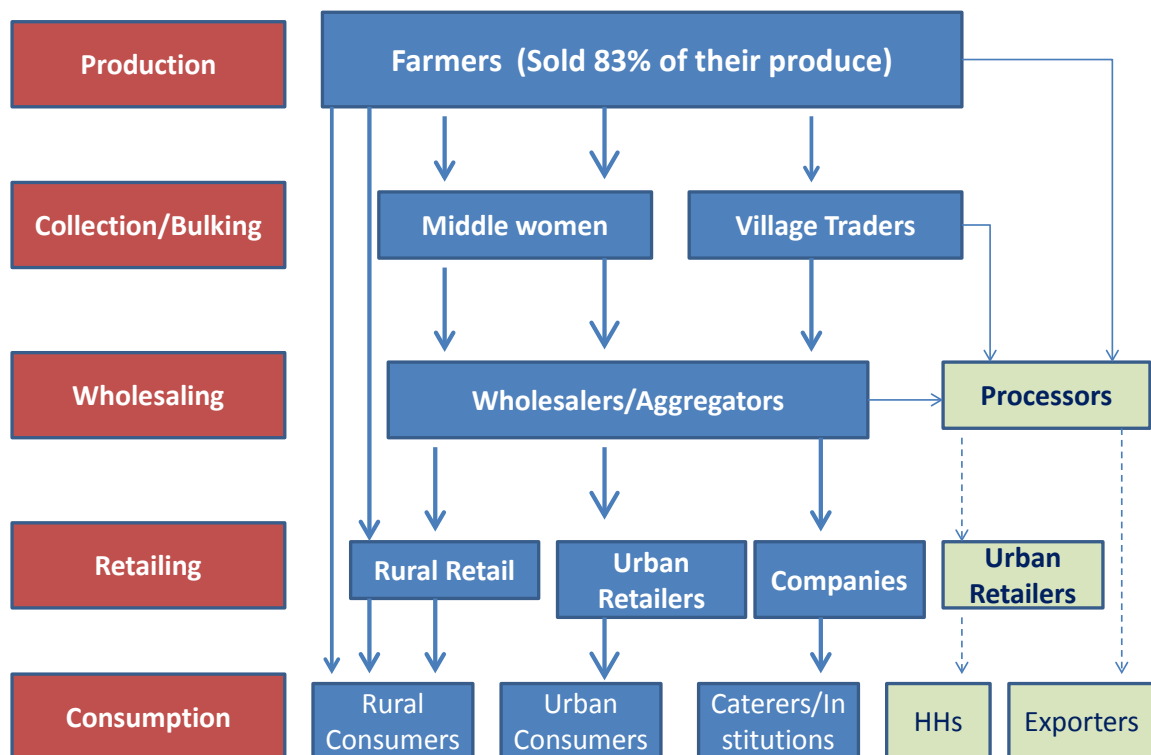 Production
Farmers  (Sold 83% of their produce)
Collection/Bulking
Middle women
Village Traders
Wholesaling
Wholesalers/Aggregators
Processors
Retailing
Rural Retail
Urban
Retailers
Companies
Urban
Retailers
Consumption
Rural
Consumers
Urban
Consumers
Caterers/In
stitutions
HHs
Exporters